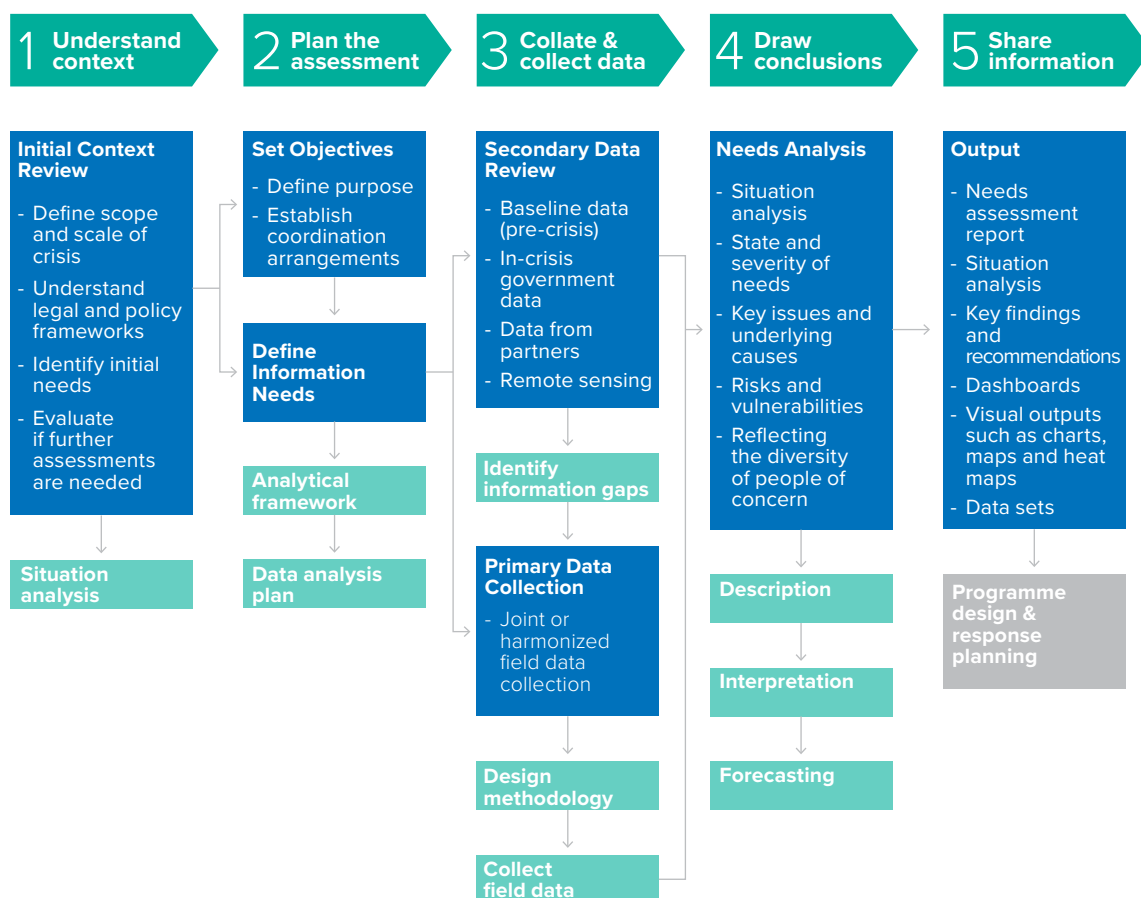 1 Understand
context
2 Plan the
assessment
3 Collate &
collect data
4 Draw
conclusions
5 Share
information
Initial Context
Review
- Define scope
and scale of
crisis
- Understand
legal and policy
frameworks
- Identify initial
needs
- Evaluate
if further
assessments
are needed
Situation
analysis
Set Objectives
- Define purpose
- Establish
coordination
arrangements
Define
Information
Needs
Analytical
framework
Data analysis
plan
Secondary Data
Review
- Baseline data
(pre-crisis)
- In-crisis
government
data
- Data from
partners
- Remote sensing
Identify
information gaps
Primary Data
Collection
- Joint or
harmonized
field data
collection
Design
methodology
Collect
field data
Needs Analysis
- Situation
analysis
- State and
severity of
needs
- Key issues and
underlying
causes
- Risks and
vulnerabilities
- Reflecting
the diversity
of people of
concern
Description
Interpretation
Forecasting
Output
- Needs
assessment
report
- Situation
analysis
- Key findings
and
recommendations
- Dashboards
- Visual outputs
such as charts,
maps and heat
maps
- Data sets
Programme
design &
response
planning